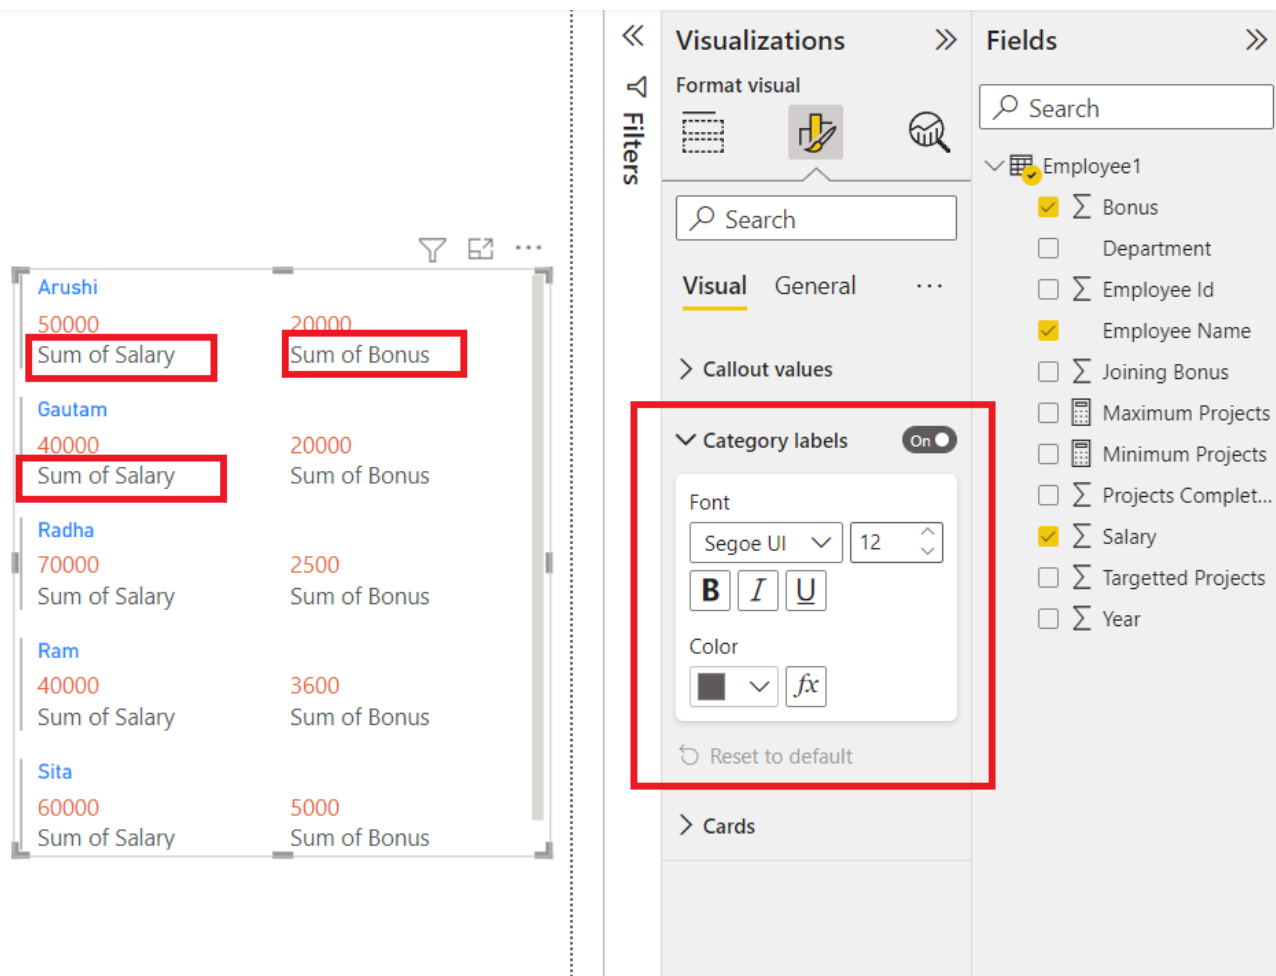 Arushi
50000 20000
Sum of Salary Sum of Bonus
Gautam
40000 20000
Sum of Salary Sum of Bonus
Radha
70000 2500
Sum of Salary Sum of Bonus
Ram
40000 3600
Sum of Salary Sum of Bonus
Sita
60000 5000
Sum of Salary Sum of Bonus
Filters
Visualizations
Format visual
Search
Visual General ...
Callout values
Category labels On
Font
Segoe UI 12
B I U
Color
fx
Reset to default
Cards
Fields
Search
Employee1
Σ Bonus
Department
Σ Employee Id
Employee Name
Σ Joining Bonus
Maximum Projects
Minimum Projects
Σ Projects Complet...
Σ Salary
Σ Targetted Projects
Σ Year